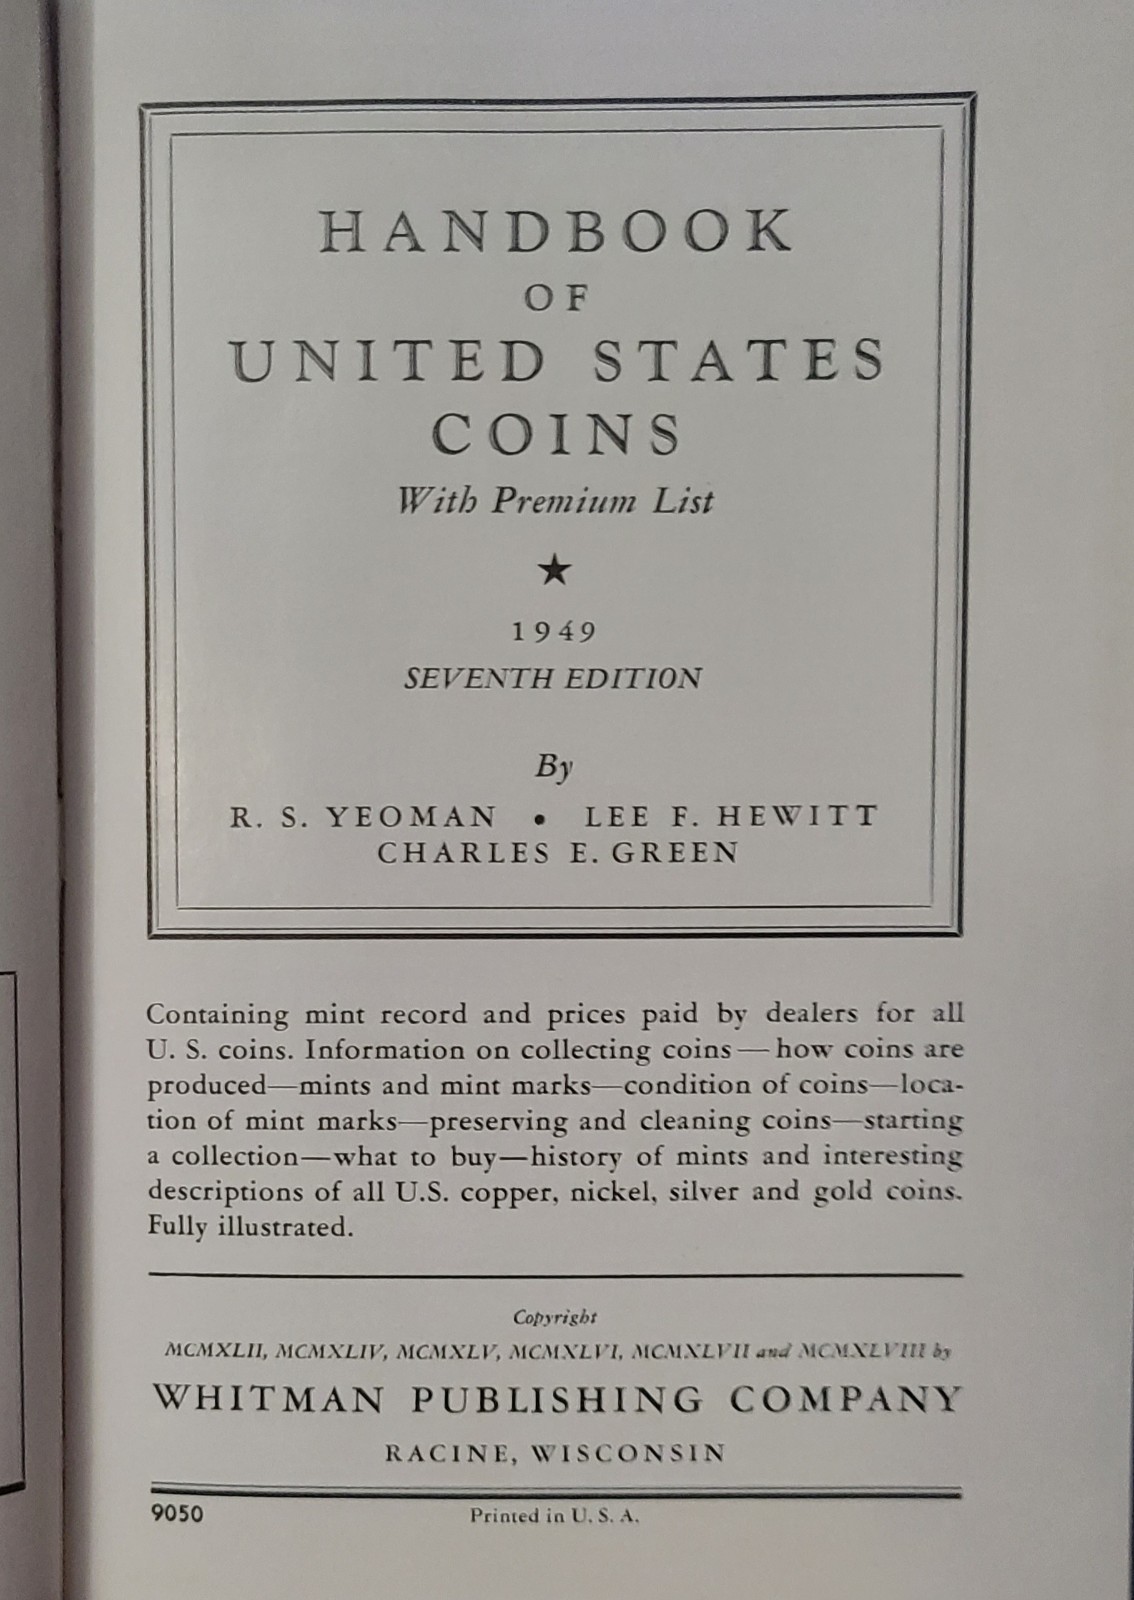 HANDBOOK
OF
UNITED STATES
COINS
With Premium List
★
1949
SEVENTH EDITION
By
R. S. YEOMAN • LEE F. HEWITT
CHARLES E. GREEN
Containing mint record and prices paid by dealers for all
U. S. coins. Information on collecting coins—how coins are
produced—mints and mint marks—condition of coins—loca-
tion of mint marks—preserving and cleaning coins—starting
a collection—what to buy—history of mints and interesting
descriptions of all U.S. copper, nickel, silver and gold coins.
Fully illustrated.
Copyright
MCMXLII, MCMXLIV, MCMXLV, MCMXLVI, MCMXLVII and MCMXLVIII by
WHITMAN PUBLISHING COMPANY
RACINE, WISCONSIN
9050 Printed in U. S. A.